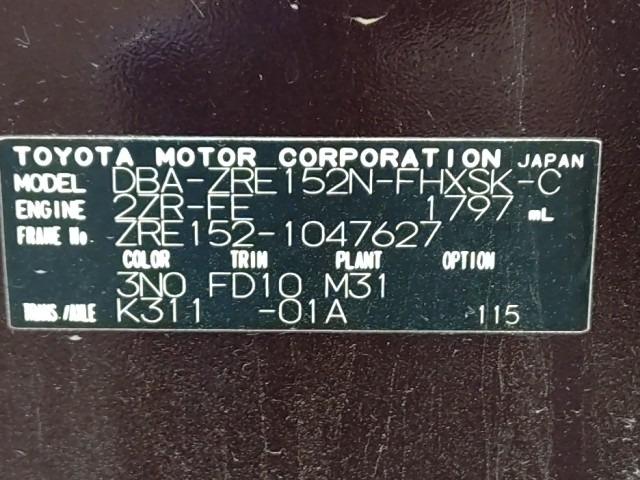 TOYOTA MOTOR CORPORATION JAPAN
MODEL DBA-ZRE152N-FHXSK-C
ENGINE 2ZR-FE 1797 mL
FRAME No ZRE152-1047627
COLOR TRIM PLANT OPTION
3N0 FD10 M31
TRANS./AXLE K311 -01A 115